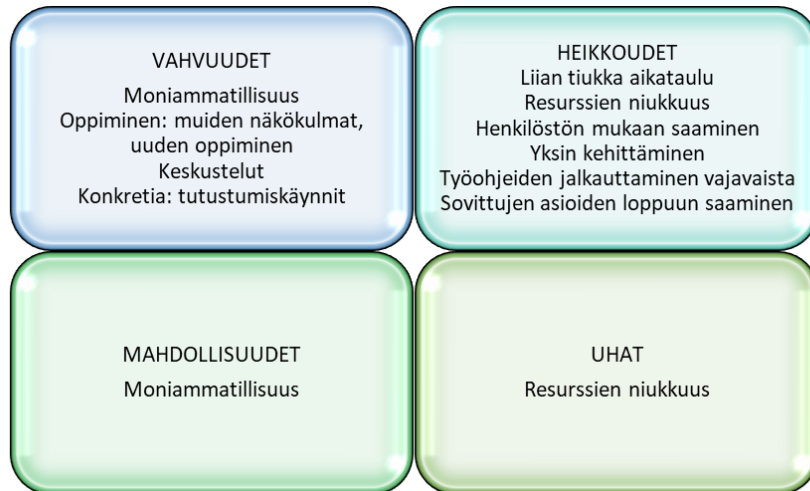 VAHVUUDET
Moniammatillisuus
Oppiminen: muiden näkökulmat,
uuden oppiminen
Keskustelut
Konkretia: tutustumiskäynnit
HEIKKOUDET
Liian tiukka aikataulu
Resurssien niukkuus
Henkilöstön mukaan saaminen
Yksin kehittäminen
Työohjeiden jalkauttaminen vajavaista
Sovittujen asioiden loppuun saaminen
MAHDOLLISUUDET
Moniammatillisuus
UHAT
Resurssien niukkuus